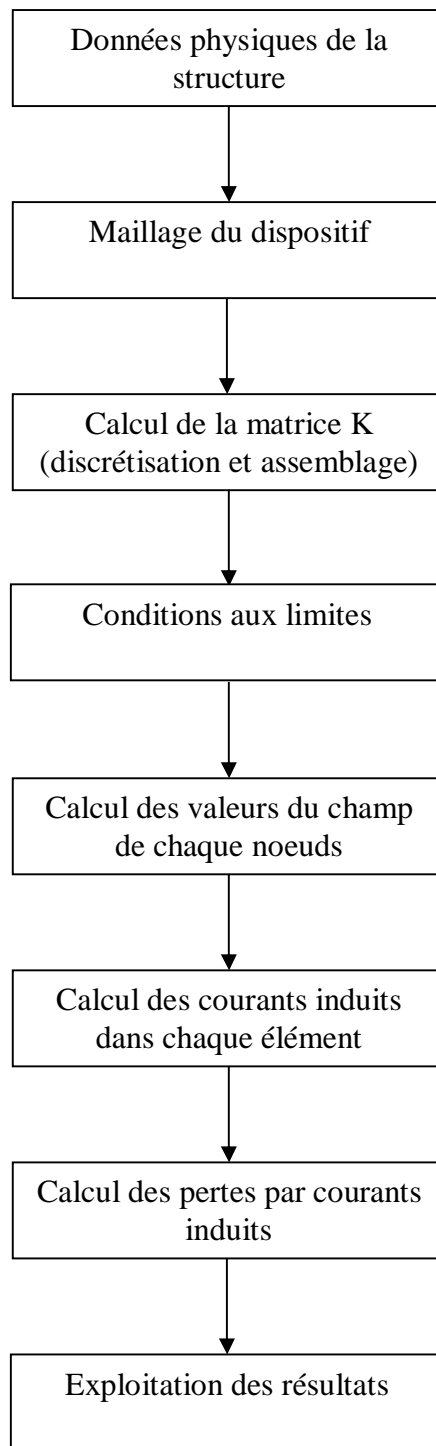 Données physiques de la
structure
Maillage du dispositif
Calcul de la matrice K
(discrétisation et assemblage)
Conditions aux limites
Calcul des valeurs du champ
de chaque noeuds
Calcul des courants induits
dans chaque élément
Calcul des pertes par courants
induits
Exploitation des résultats